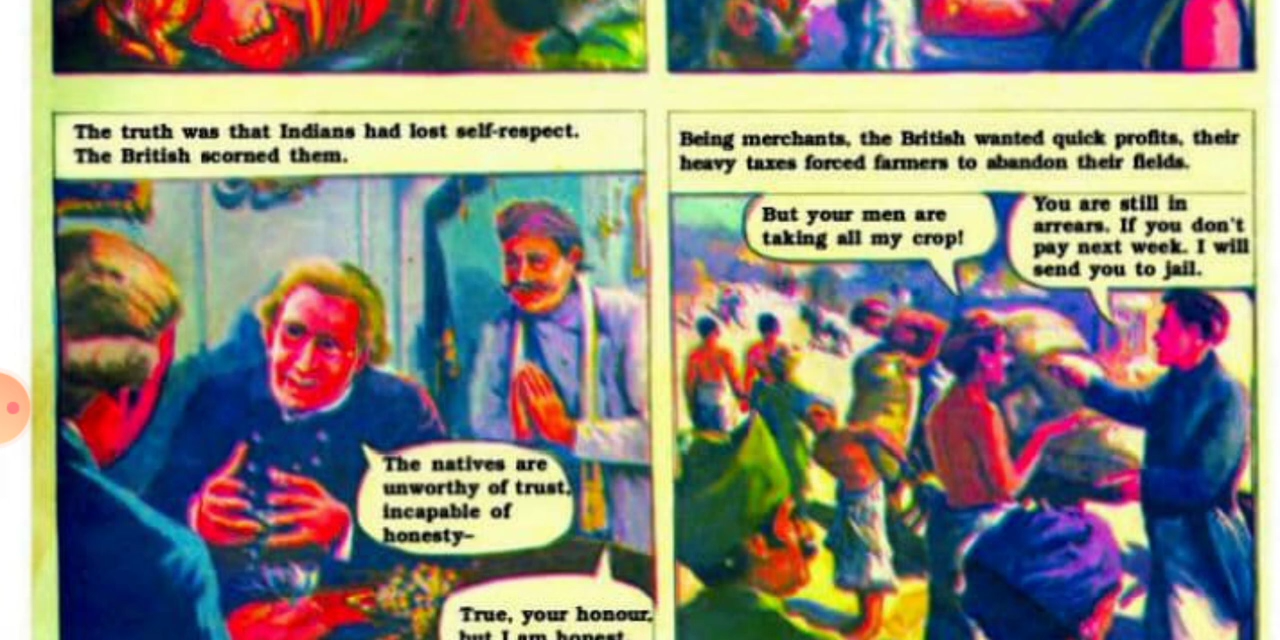 The truth was that Indians had lost self-respect.
The British scorned them.
The natives are
unworthy of trust,
incapable of
honesty-
True, your honour,
but I am honest
Being merchants, the British wanted quick profits, their
heavy taxes forced farmers to abandon their fields.
But your men are
taking all my crop!
You are still in
arrears. If you don't
pay next week. I will
send you to jail.